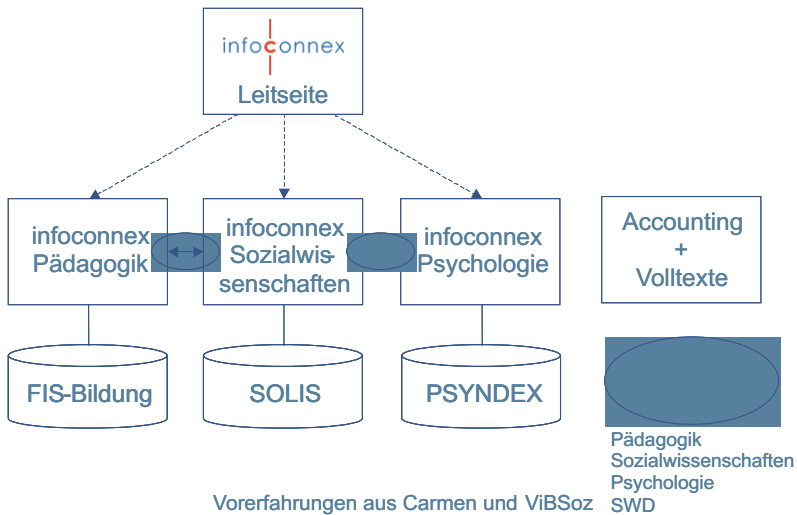 infoconnex
Leitseite
infoconnex
Pädagogik
infoconnex
Sozialwis-
senschaften
infoconnex
Psychologie
Accounting
+
Volltexte
FIS-Bildung
SOLIS
PSYNDEX
Pädagogik
Sozialwissenschaften
Psychologie
SWD
Vorerfahrungen aus Carmen und ViBSoz